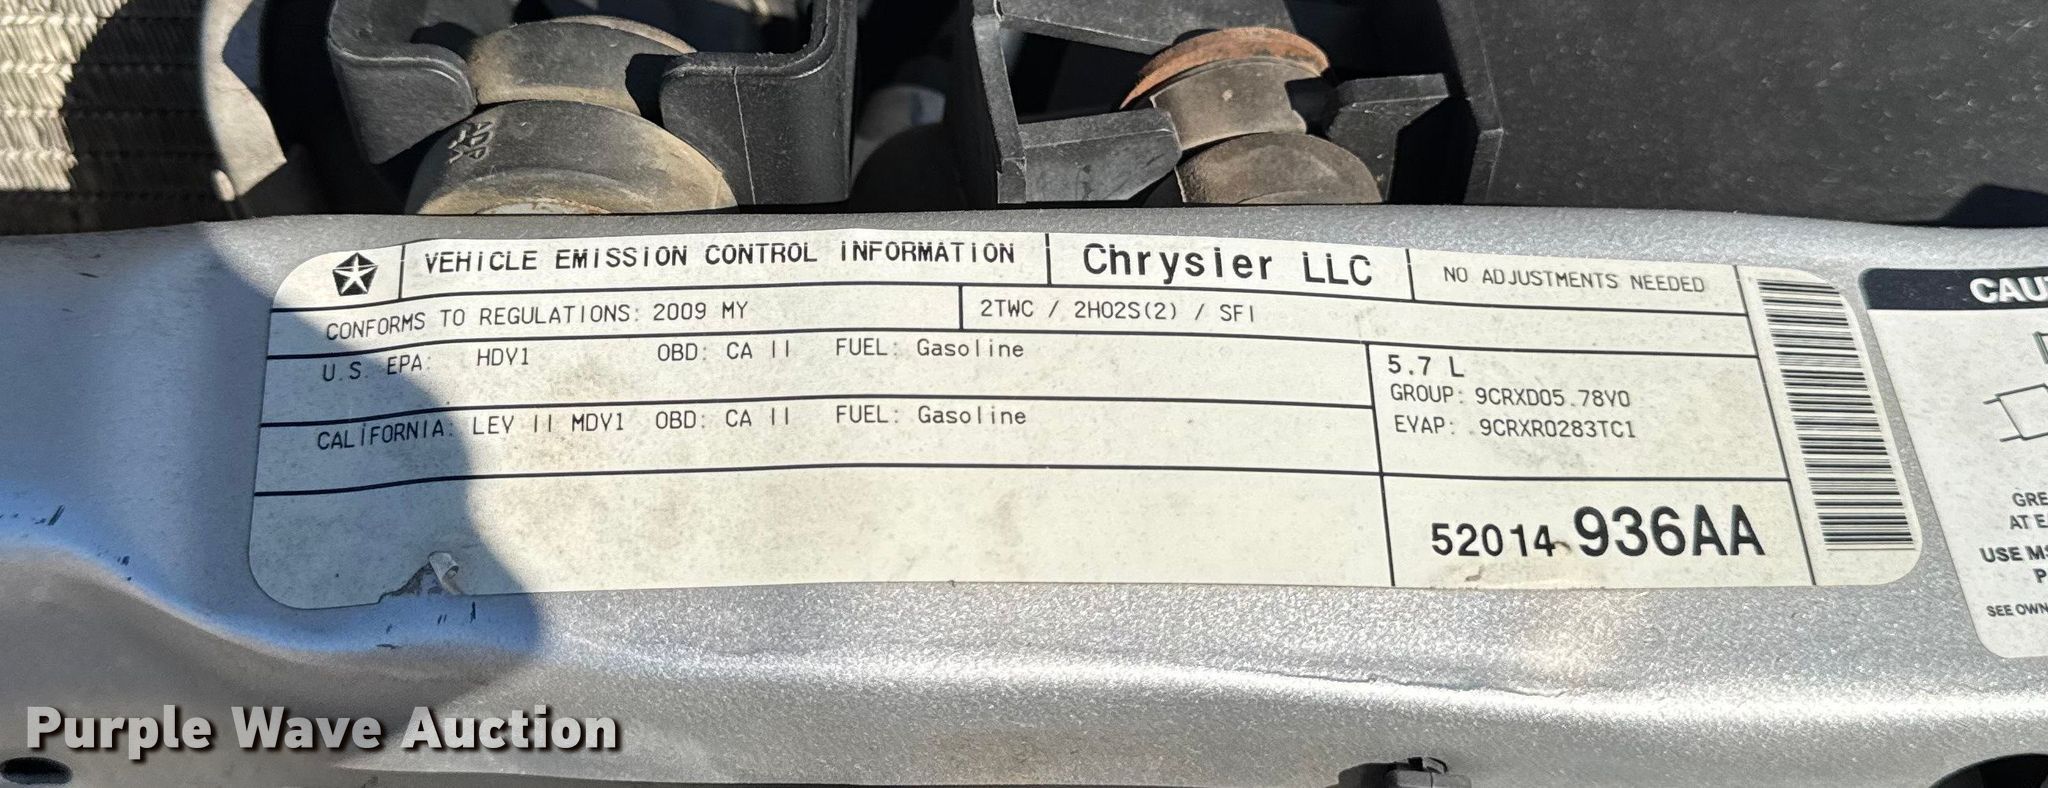 VEHICLE EMISSION CONTROL INFORMATION
Chrysler LLC
NO ADJUSTMENTS NEEDED
CONFORMS TO REGULATIONS: 2009 MY
2TWC / 2HO2S(2) / SFI
U.S. EPA: HDV1 OBD: CA II FUEL: Gasoline
CALIFORNIA: LEV II MDV1 OBD: CA II FUEL: Gasoline
5.7 L
GROUP: 9CRXD05.78V0
EVAP: 9CRXR0283TC1
52014 936AA
CAU
GRE
AT E
USE MS
P
SEE OWN
Purple Wave Auction